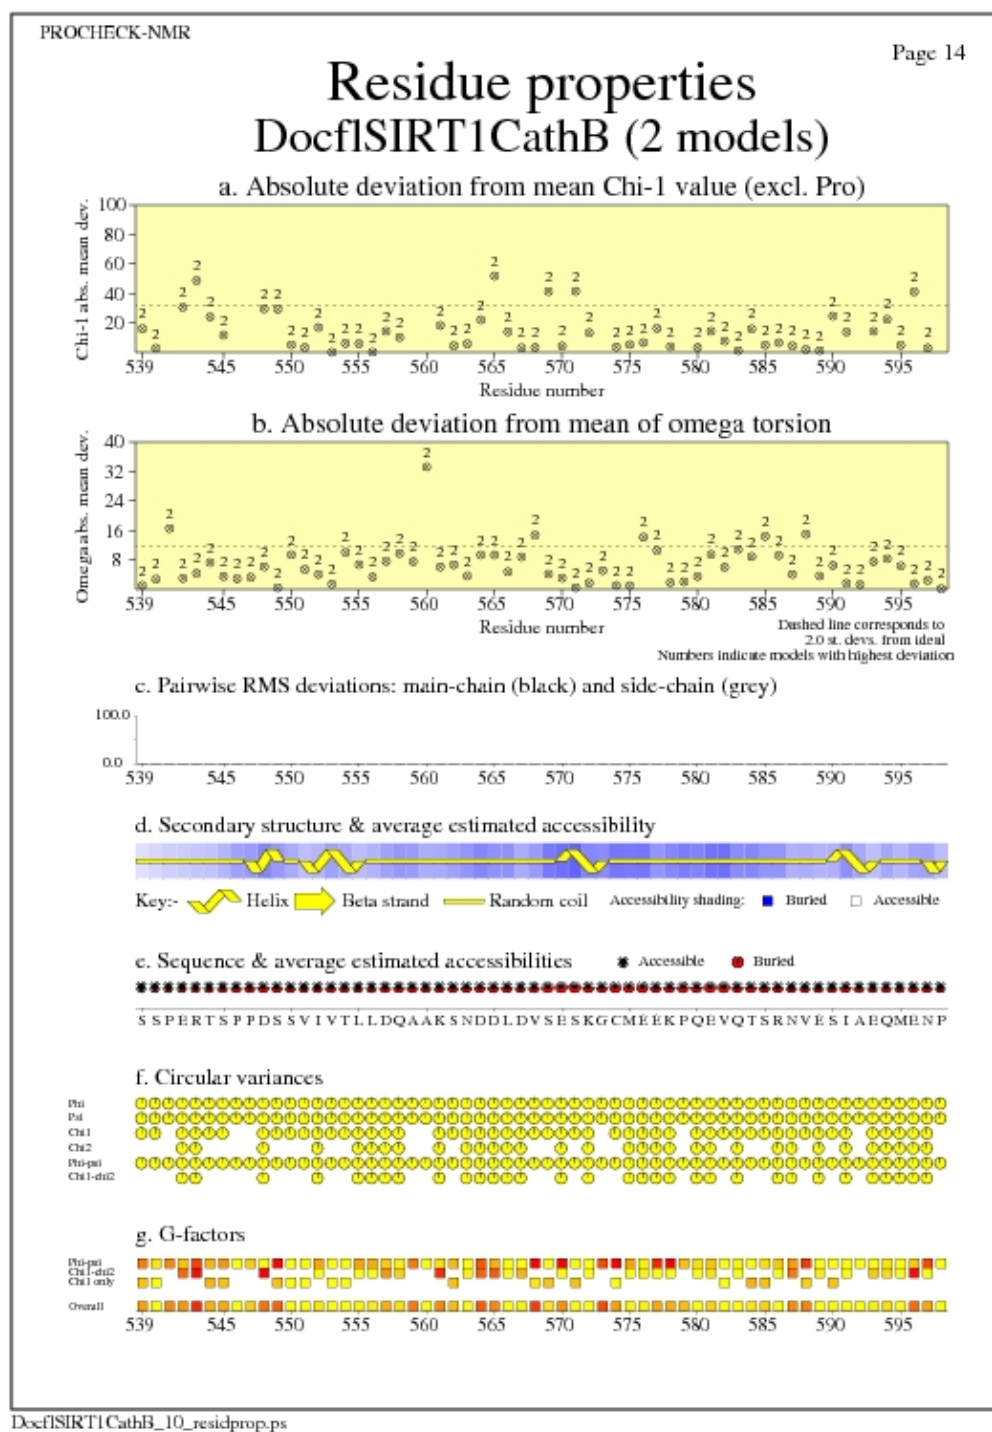 PROCHECK-NMR
Page 14
Residue properties
DocflSIRT1CathB (2 models)
a. Absolute deviation from mean Chi-1 value (excl. Pro)
Chi-1 abs. mean dev.
100
80
60
40
20
539 545 550 555 560 565 570 575 580 585 590 595
Residue number
b. Absolute deviation from mean of omega torsion
Omega abs. mean dev.
40
32
24
16
8
539 545 550 555 560 565 570 575 580 585 590 595
Residue number
Dashed line corresponds to
2.0 st. devs. from ideal
Numbers indicate models with highest deviation
c. Pairwise RMS deviations: main-chain (black) and side-chain (grey)
100.0
0.0
539 545 550 555 560 565 570 575 580 585 590 595
d. Secondary structure & average estimated accessibility
Key:- Helix Beta strand Random coil Accessibility shading: Buried Accessible
e. Sequence & average estimated accessibilities Accessible Buried
S S P E R T S P P D S S V I V T L L D Q A A K S N D D L D V S E S K G C M E E K P Q E V Q T S R N V E S I A E Q M E N P
f. Circular variances
Phi
Psi
Chi1
Chi2
Phi-psi
Chi1-chi2
g. G-factors
Phi-psi
Chi1-chi2
Chi1 only
Overall
539 545 550 555 560 565 570 575 580 585 590 595
DocflSIRT1CathB_10_residprop.ps